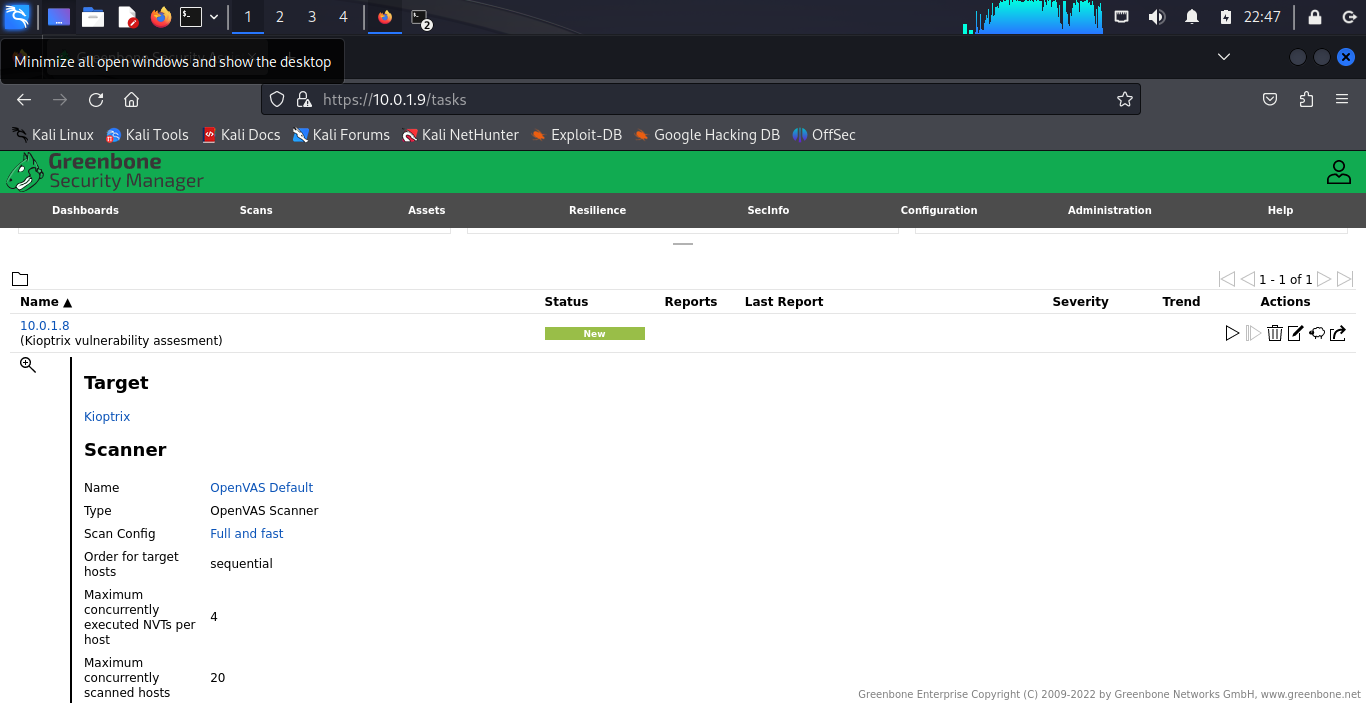 1 2 3 4 2 22:47
Minimize all open windows and show the desktop
https://10.0.1.9/tasks
Kali Linux Kali Tools Kali Docs Kali Forums Kali NetHunter Exploit-DB Google Hacking DB OffSec
Greenbone
Security Manager
Dashboards Scans Assets Resilience SecInfo Configuration Administration Help
1 - 1 of 1
Name ▲ Status Reports Last Report Severity Trend Actions
10.0.1.8 New
(Kioptrix vulnerability assesment)
Target
Kioptrix
Scanner
Name OpenVAS Default
Type OpenVAS Scanner
Scan Config Full and fast
Order for target
hosts sequential
Maximum
concurrently
executed NVTs per
host 4
Maximum
concurrently
scanned hosts 20
Greenbone Enterprise Copyright (C) 2009-2022 by Greenbone Networks GmbH, www.greenbone.net